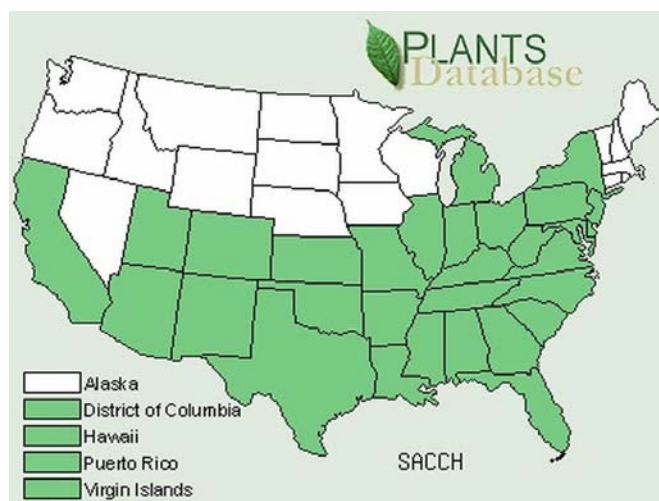 PLANTS
Database
Alaska
District of Columbia
Hawaii
Puerto Rico
Virgin Islands
SACCH